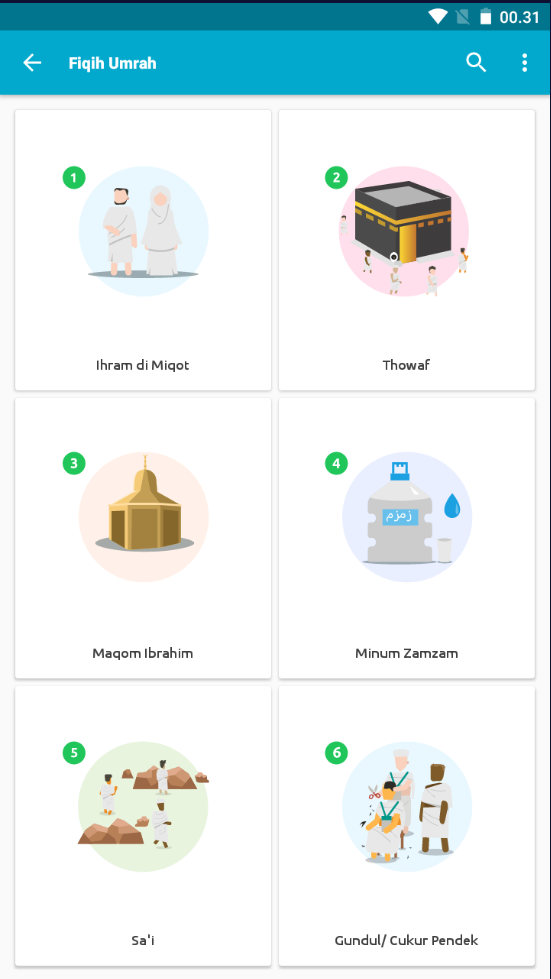 00.31
Fiqih Umrah
1
2
Ihram di Miqot
Thowaf
3
4
زمزم
Maqom Ibrahim
Minum Zamzam
5
6
Sa'i
Gundul/ Cukur Pendek